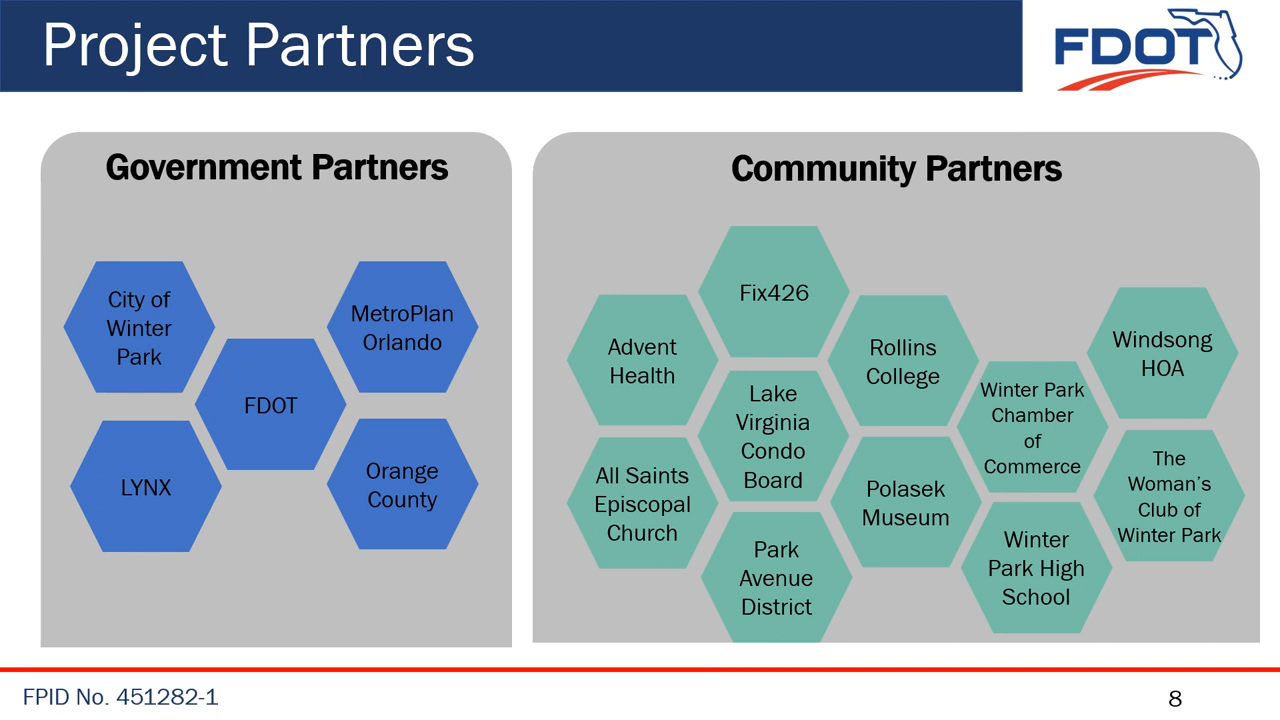 Project Partners
FDOT
Government Partners
City of
Winter
Park
MetroPlan
Orlando
FDOT
LYNX
Orange
County
Community Partners
Fix426
Advent
Health
Rollins
College
Windsong
HOA
Lake
Virginia
Condo
Board
Winter Park
Chamber
of
Commerce
All Saints
Episcopal
Church
Polasek
Museum
The
Woman's
Club of
Winter Park
Park
Avenue
District
Winter
Park High
School
FPID No. 451282-1
8